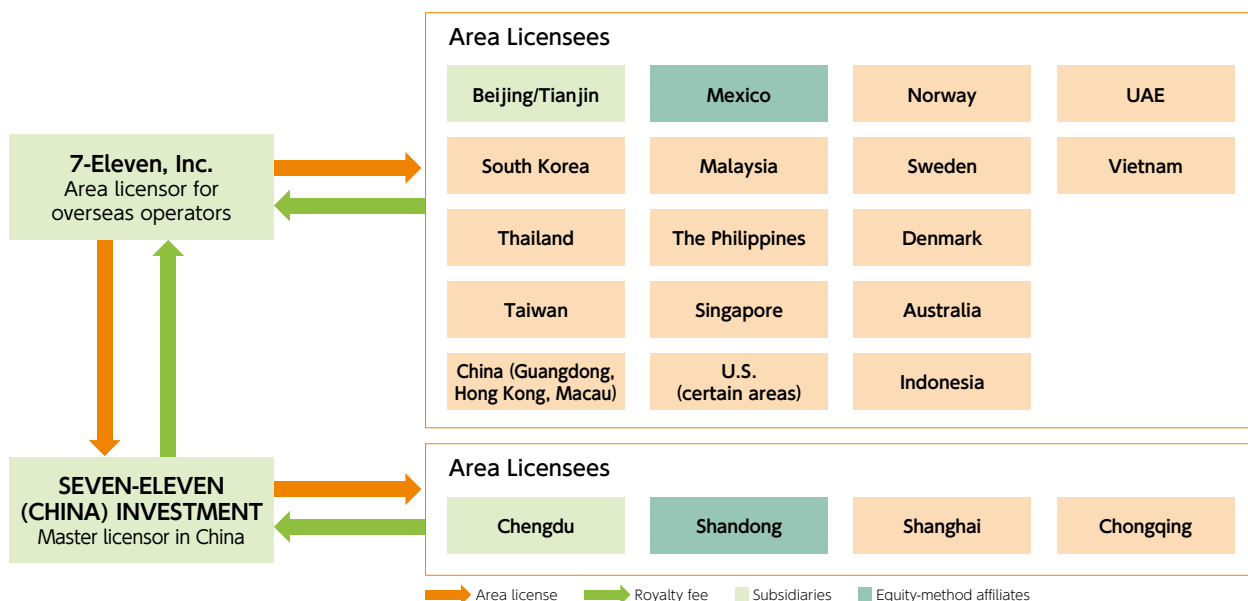 Area Licensees
Beijing/Tianjin
Mexico
Norway
UAE
7-Eleven, Inc.
Area licensor for
overseas operators
South Korea
Malaysia
Sweden
Vietnam
Thailand
The Philippines
Denmark
Taiwan
Singapore
Australia
China (Guangdong,
Hong Kong, Macau)
U.S.
(certain areas)
Indonesia
SEVEN-ELEVEN
(CHINA) INVESTMENT
Master licensor in China
Area Licensees
Chengdu
Shandong
Shanghai
Chongqing
Area license
Royalty fee
Subsidiaries
Equity-method affiliates